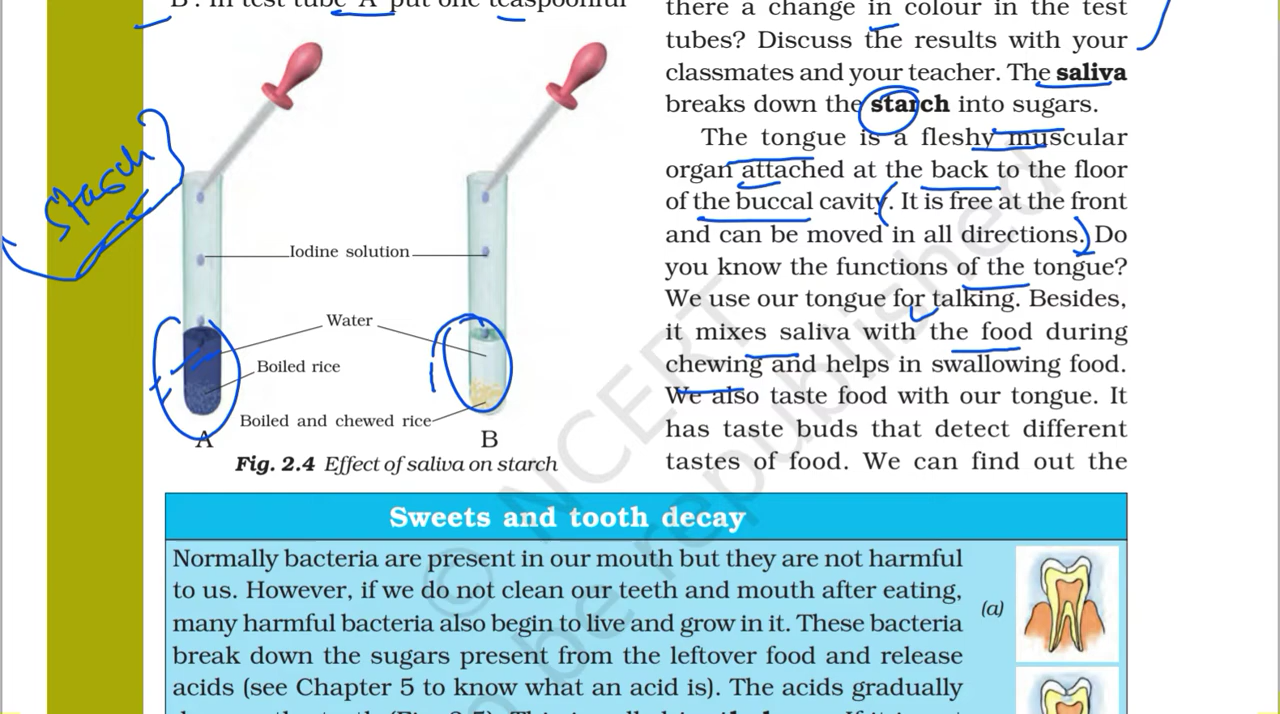 B'. In test tube 'A' put one teaspoonful
Starch
Iodine solution
Water
Boiled rice
Boiled and chewed rice
A
B
Fig. 2.4 Effect of saliva on starch
there a change in colour in the test
tubes? Discuss the results with your
classmates and your teacher. The saliva
breaks down the starch into sugars.
The tongue is a fleshy muscular
organ attached at the back to the floor
of the buccal cavity. It is free at the front
and can be moved in all directions. Do
you know the functions of the tongue?
We use our tongue for talking. Besides,
it mixes saliva with the food during
chewing and helps in swallowing food.
We also taste food with our tongue. It
has taste buds that detect different
tastes of food. We can find out the
© NCERT
be republished
Sweets and tooth decay
Normally bacteria are present in our mouth but they are not harmful
to us. However, if we do not clean our teeth and mouth after eating,
many harmful bacteria also begin to live and grow in it. These bacteria
break down the sugars present from the leftover food and release
acids (see Chapter 5 to know what an acid is). The acids gradually
(a)